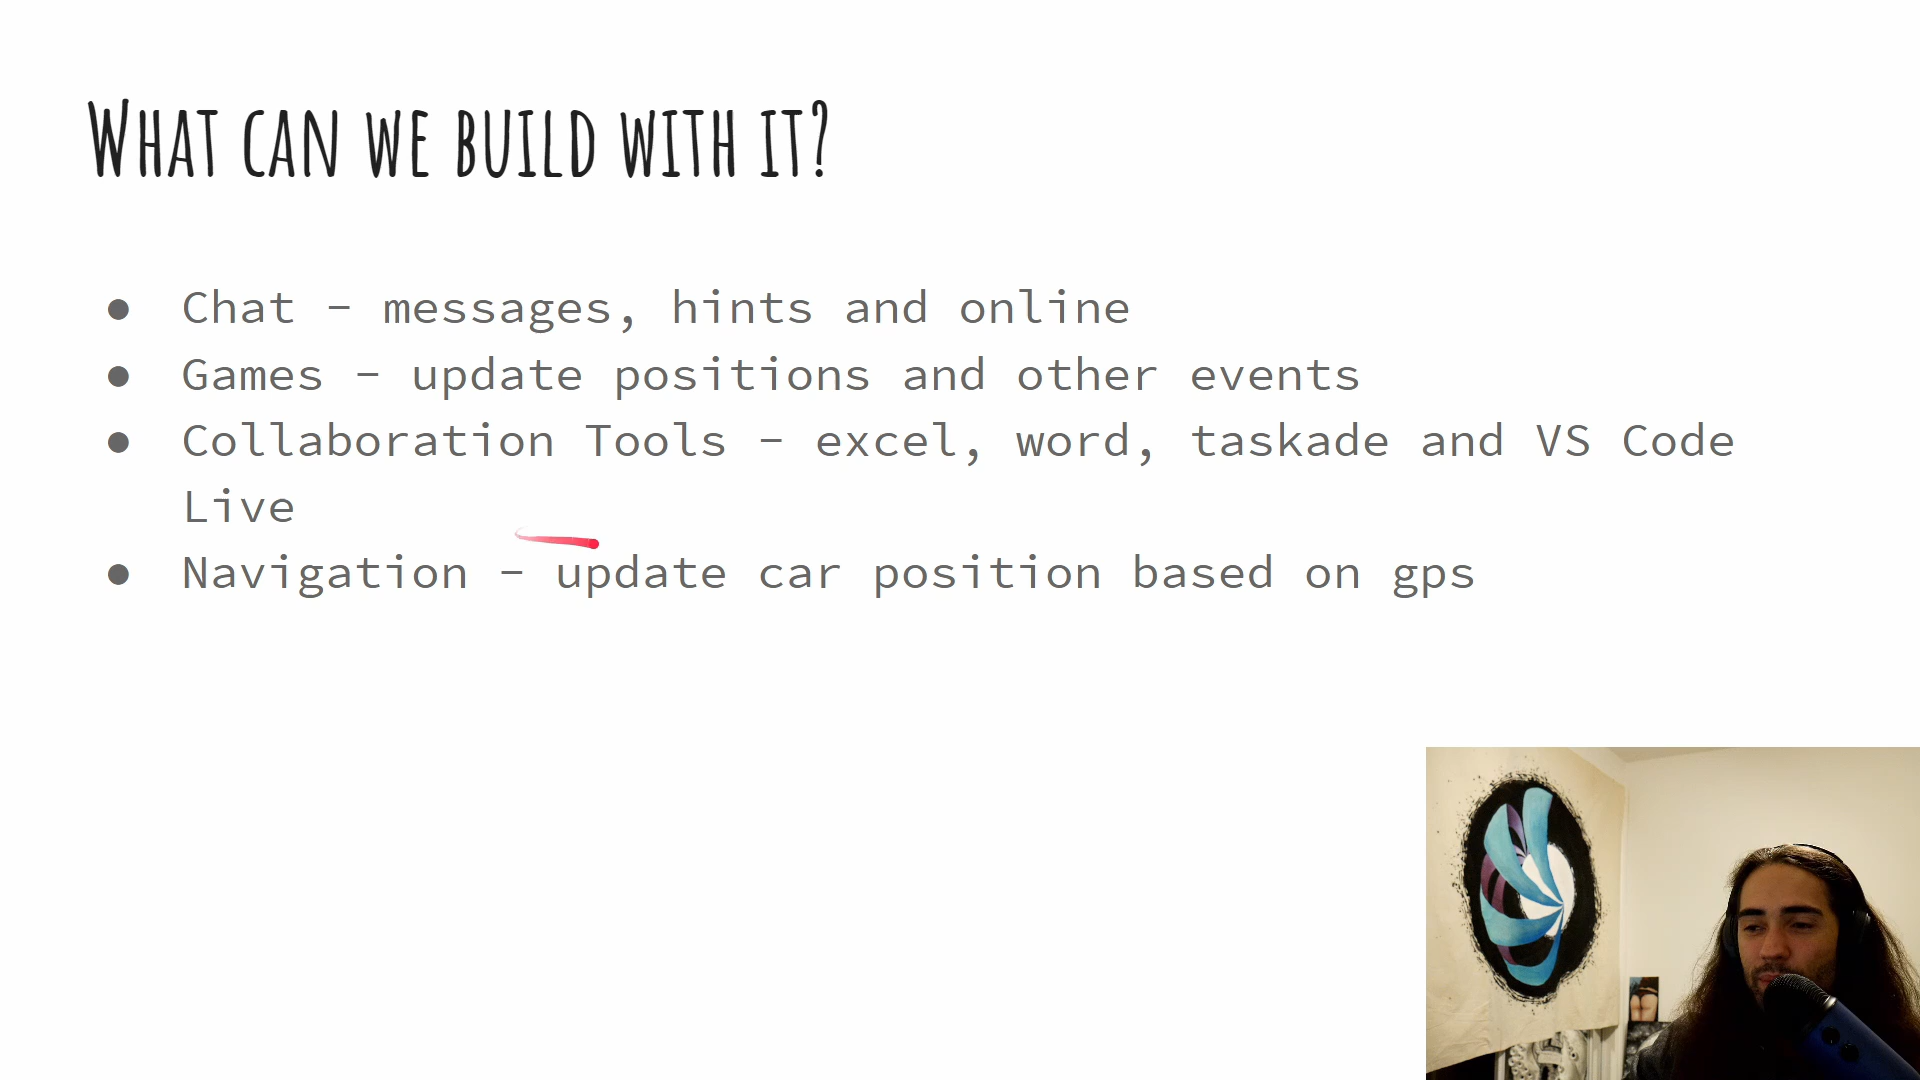 What can we build with it?
● Chat - messages, hints and online
● Games - update positions and other events
● Collaboration Tools - excel, word, taskade and VS Code
Live
● Navigation - update car position based on gps